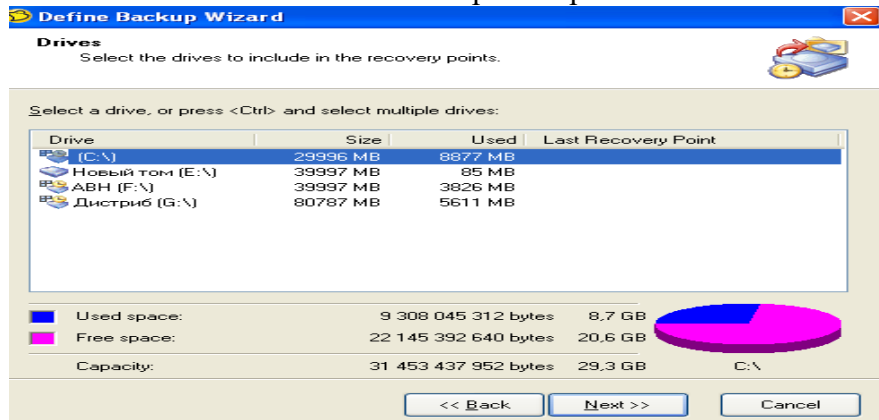 Define Backup Wizard
Drives
Select the drives to include in the recovery points.
Select a drive, or press <Ctrl> and select multiple drives:
Drive Size Used Last Recovery Point
(C:\) 29996 MB 8877 MB
Новый том (E:\) 39997 MB 85 MB
АВН (F:\) 39997 MB 3826 MB
Дистриб (G:\) 80787 MB 5611 MB
Used space: 9 308 045 312 bytes 8,7 GB
Free space: 22 145 392 640 bytes 20,6 GB
Capacity: 31 453 437 952 bytes 29,3 GB C:\
<< Back Next >> Cancel